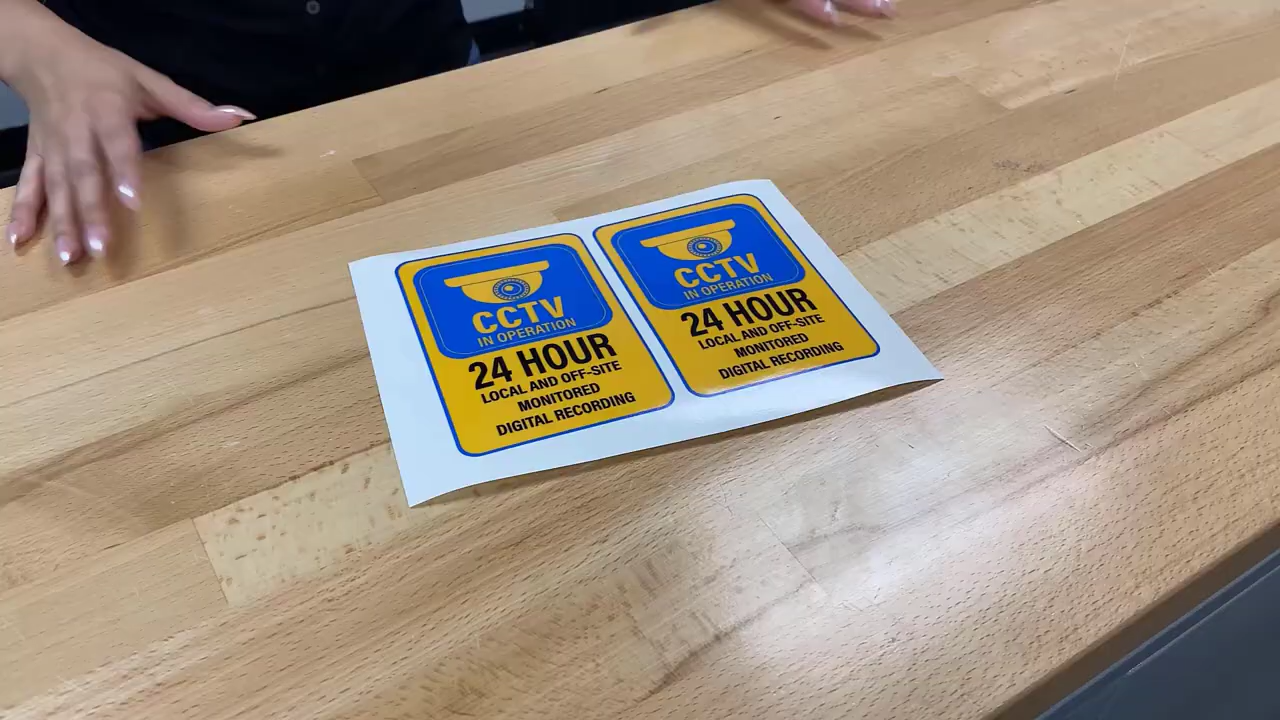 CCTV
IN OPERATION
24 HOUR
LOCAL AND OFF-SITE
MONITORED
DIGITAL RECORDING
CCTV
IN OPERATION
24 HOUR
LOCAL AND OFF-SITE
MONITORED
DIGITAL RECORDING